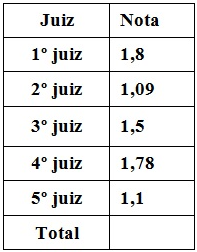 Juiz Nota
1º juiz 1,8
2º juiz 1,09
3º juiz 1,5
4º juiz 1,78
5º juiz 1,1
Total